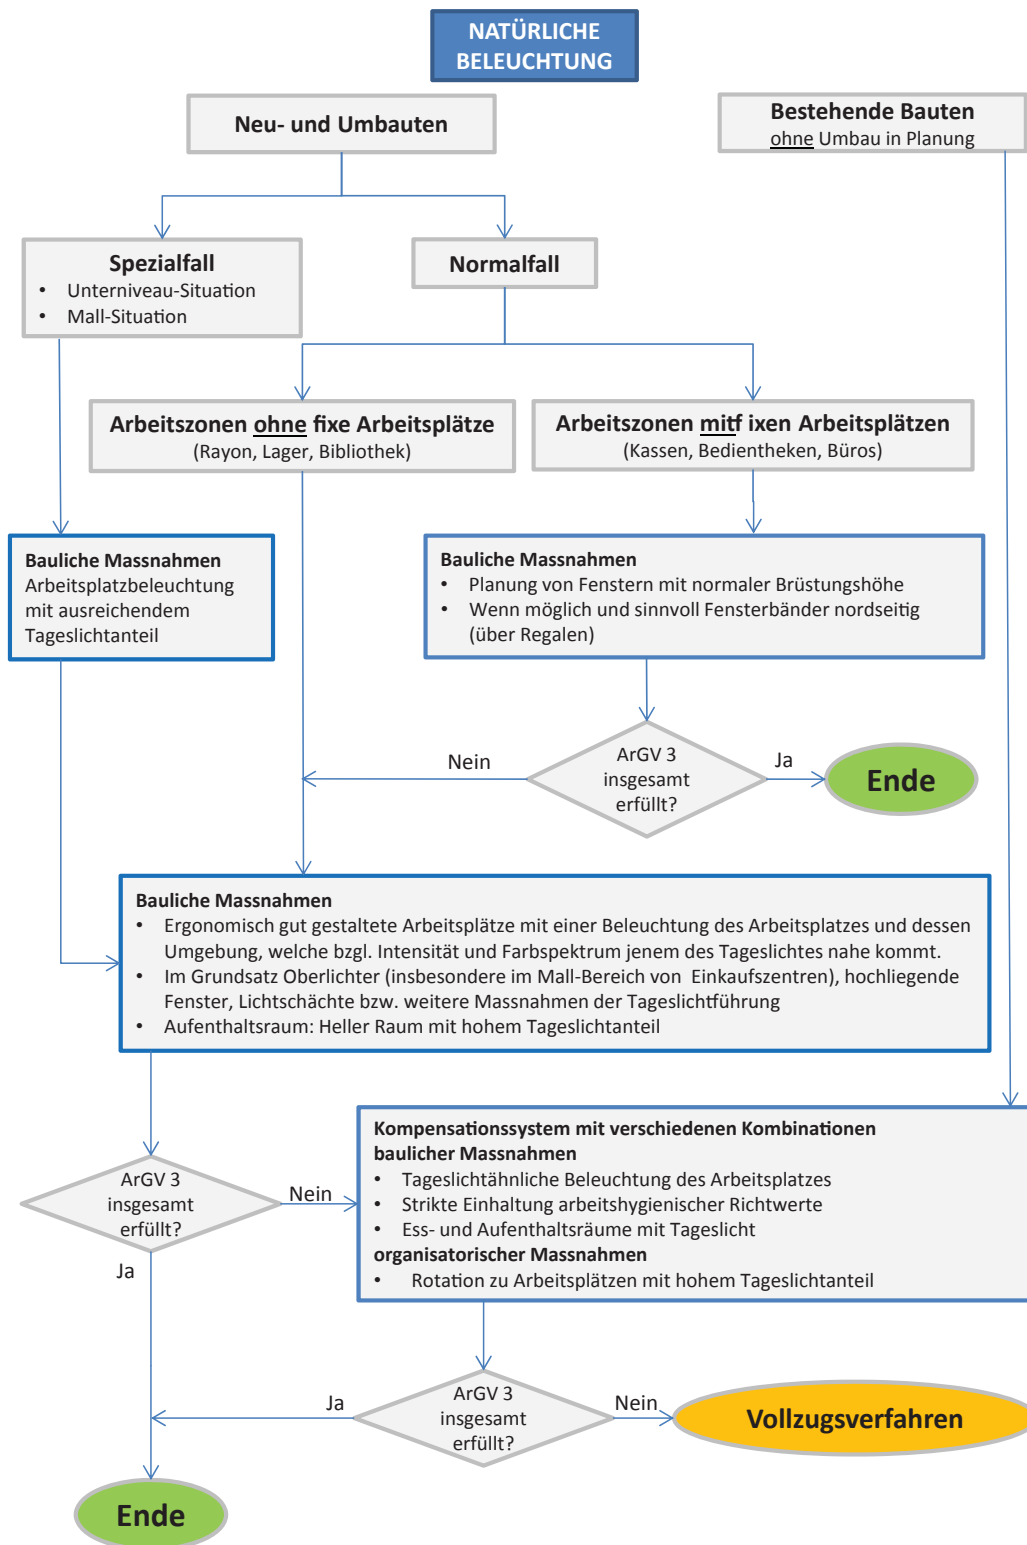 NATÜRLICHE
BELEUCHTUNG
Neu- und Umbauten
Bestehende Bauten
ohne Umbau in Planung
Spezialfall
• Unterniveau-Situation
• Mall-Situation
Normalfall
Arbeitszonen ohne fixe Arbeitsplätze
(Rayon, Lager, Bibliothek)
Arbeitszonen mitf ixen Arbeitsplätzen
(Kassen, Bedientheken, Büros)
Bauliche Massnahmen
Arbeitsplatzbeleuchtung
mit ausreichendem
Tageslichtanteil
Bauliche Massnahmen
• Planung von Fenstern mit normaler Brüstungshöhe
• Wenn möglich und sinnvoll Fensterbänder nordseitig
(über Regalen)
ArGV 3
insgesamt
erfüllt?
Nein
Ja
Ende
Bauliche Massnahmen
• Ergonomisch gut gestaltete Arbeitsplätze mit einer Beleuchtung des Arbeitsplatzes und dessen
Umgebung, welche bzgl. Intensität und Farbspektrum jenem des Tageslichtes nahe kommt.
• Im Grundsatz Oberlichter (insbesondere im Mall-Bereich von Einkaufszentren), hochliegende
Fenster, Lichtschächte bzw. weitere Massnahmen der Tageslichtführung
• Aufenthaltsraum: Heller Raum mit hohem Tageslichtanteil
Kompensationssystem mit verschiedenen Kombinationen
baulicher Massnahmen
• Tageslichtähnliche Beleuchtung des Arbeitsplatzes
• Strikte Einhaltung arbeitshygienischer Richtwerte
• Ess- und Aufenthaltsräume mit Tageslicht
organisatorischer Massnahmen
• Rotation zu Arbeitsplätzen mit hohem Tageslichtanteil
ArGV 3
insgesamt
erfüllt?
Nein
Ja
ArGV 3
insgesamt
erfüllt?
Ja
Nein
Vollzugsverfahren
Ende